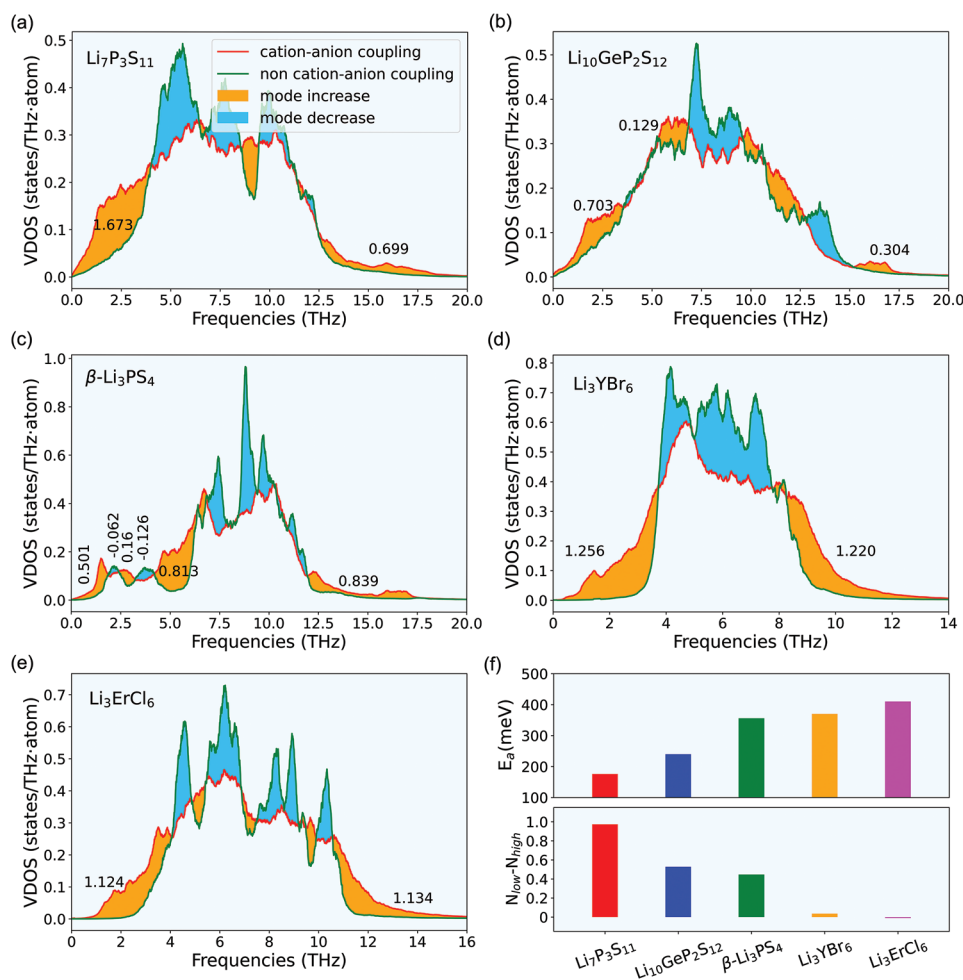 (a)
Li₇P₃S₁₁
cation-anion coupling
non cation-anion coupling
mode increase
mode decrease
1.673
0.699
0.0
0.1
0.2
0.3
0.4
0.5
VDOS (states/THz·atom)
0.0 2.5 5.0 7.5 10.0 12.5 15.0 17.5 20.0
Frequencies (THz)
(b)
Li₁₀GeP₂S₁₂
0.129
0.703
0.304
0.5
0.4
0.3
0.2
0.1
0.0
VDOS (states/THz·atom)
0.0 2.5 5.0 7.5 10.0 12.5 15.0 17.5 20.0
Frequencies (THz)
(c)
β-Li₃PS₄
0.501
-0.062
0.16
-0.126
0.813
0.839
1.0
0.8
0.6
0.4
0.2
0.0
VDOS (states/THz·atom)
0.0 2.5 5.0 7.5 10.0 12.5 15.0 17.5 20.0
Frequencies (THz)
(d)
Li₃YBr₆
1.256
1.220
0.8
0.7
0.6
0.5
0.4
0.3
0.2
0.1
0.0
VDOS (states/THz·atom)
0 2 4 6 8 10 12 14
Frequencies (THz)
(e)
Li₃ErCl₆
1.124
1.134
0.7
0.6
0.5
0.4
0.3
0.2
0.1
0.0
VDOS (states/THz·atom)
0 2 4 6 8 10 12 14 16
Frequencies (THz)
(f)
500
400
300
200
100
Eₐ(meV)
1.0
0.8
0.6
0.4
0.2
0
N_low-N_high
Li₇P₃S₁₁
Li₁₀GeP₂S₁₂
β-Li₃PS₄
Li₃YBr₆
Li₃ErCl₆